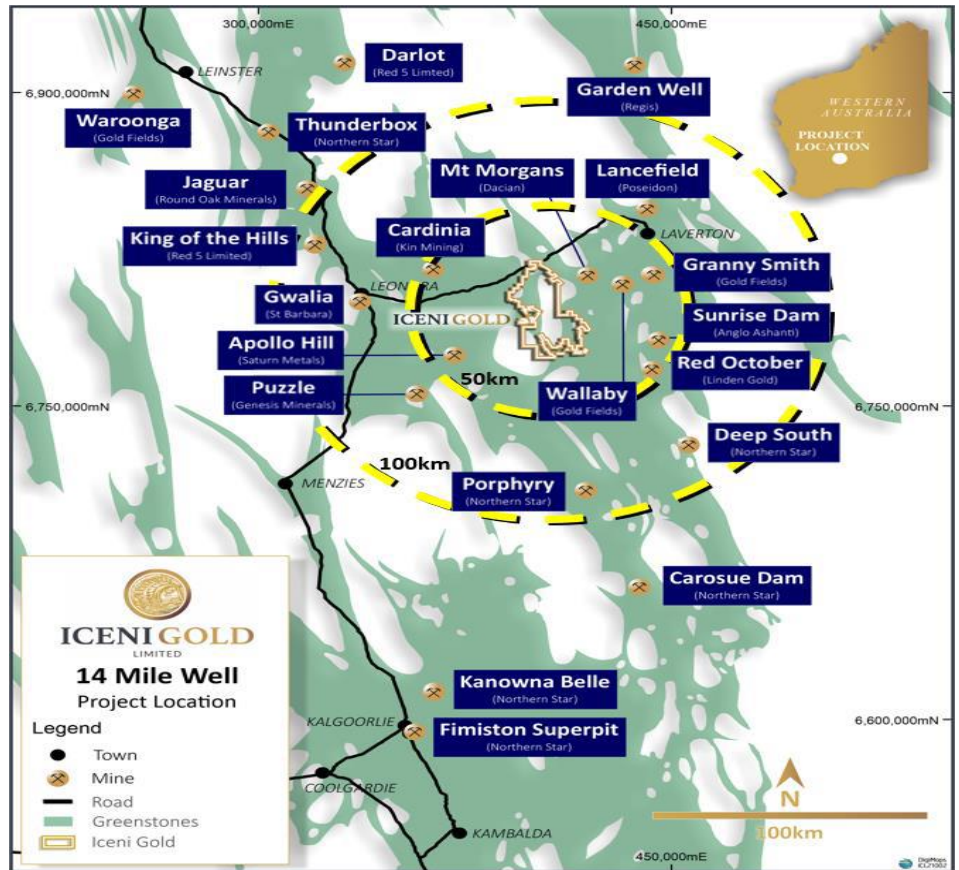 300,000mE
450,000mE
6,900,000mN
LEINSTER
Darlot
(Red 5 Limted)
Waroonga
(Gold Fields)
Thunderbox
(Northern Star)
Garden Well
(Regis)
WESTERN
AUSTRALIA
PROJECT
LOCATION
Jaguar
(Round Oak Minerals)
Mt Morgans
(Dacian)
Lancefield
(Poseidon)
King of the Hills
(Red 5 Limited)
Cardinia
(Kin Mining)
LAVERTON
LEONORA
Granny Smith
(Gold Fields)
Gwalia
(St Barbara)
ICENI GOLD
Sunrise Dam
(Anglo Ashanti)
Apollo Hill
(Saturn Metals)
Red October
(Linden Gold)
50km
Puzzle
(Genesis Minerals)
Wallaby
(Gold Fields)
6,750,000mN
6,750,000mN
Deep South
(Northern Star)
100km
MENZIES
Porphyry
(Northern Star)
Carosue Dam
(Northern Star)
ICENI GOLD
LIMITED
14 Mile Well
Project Location
Legend
Town
Mine
Road
Greenstones
Iceni Gold
Kanowna Belle
(Northern Star)
KALGOORLIE
Fimiston Superpit
(Northern Star)
6,600,000mN
COOLGARDIE
KAMBALDA
N
100km
450,000mE
DigiMaps
ICL21002